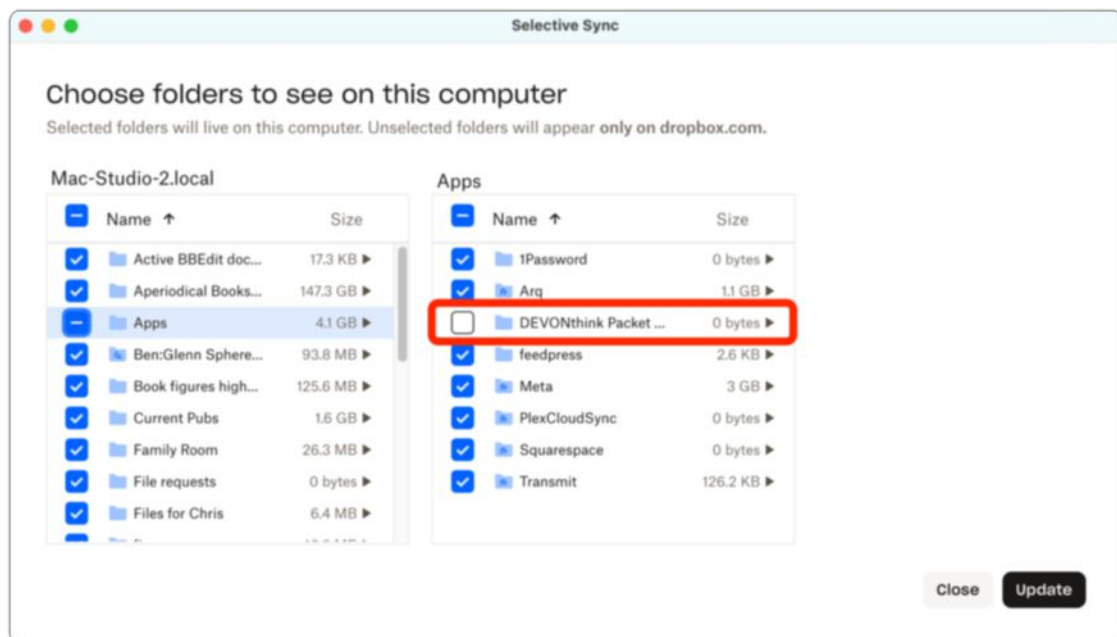 Selective Sync
Choose folders to see on this computer
Selected folders will live on this computer. Unselected folders will appear only on dropbox.com.
Mac-Studio-2.local
Name ↑ Size
Active BBEdit doc... 17.3 KB ▶
Aperiodical Books... 147.3 GB ▶
Apps 4.1 GB ▶
Ben:Glenn Sphere... 93.8 MB ▶
Book figures high... 125.6 MB ▶
Current Pubs 1.6 GB ▶
Family Room 26.3 MB ▶
File requests 0 bytes ▶
Files for Chris 6.4 MB ▶
Apps
Name ↑ Size
1Password 0 bytes ▶
Arq 1.1 GB ▶
DEVONthink Packet ... 0 bytes ▶
feedpress 2.6 KB ▶
Meta 3 GB ▶
PlexCloudSync 0 bytes ▶
Squarespace 0 bytes ▶
Transmit 126.2 KB ▶
Close
Update